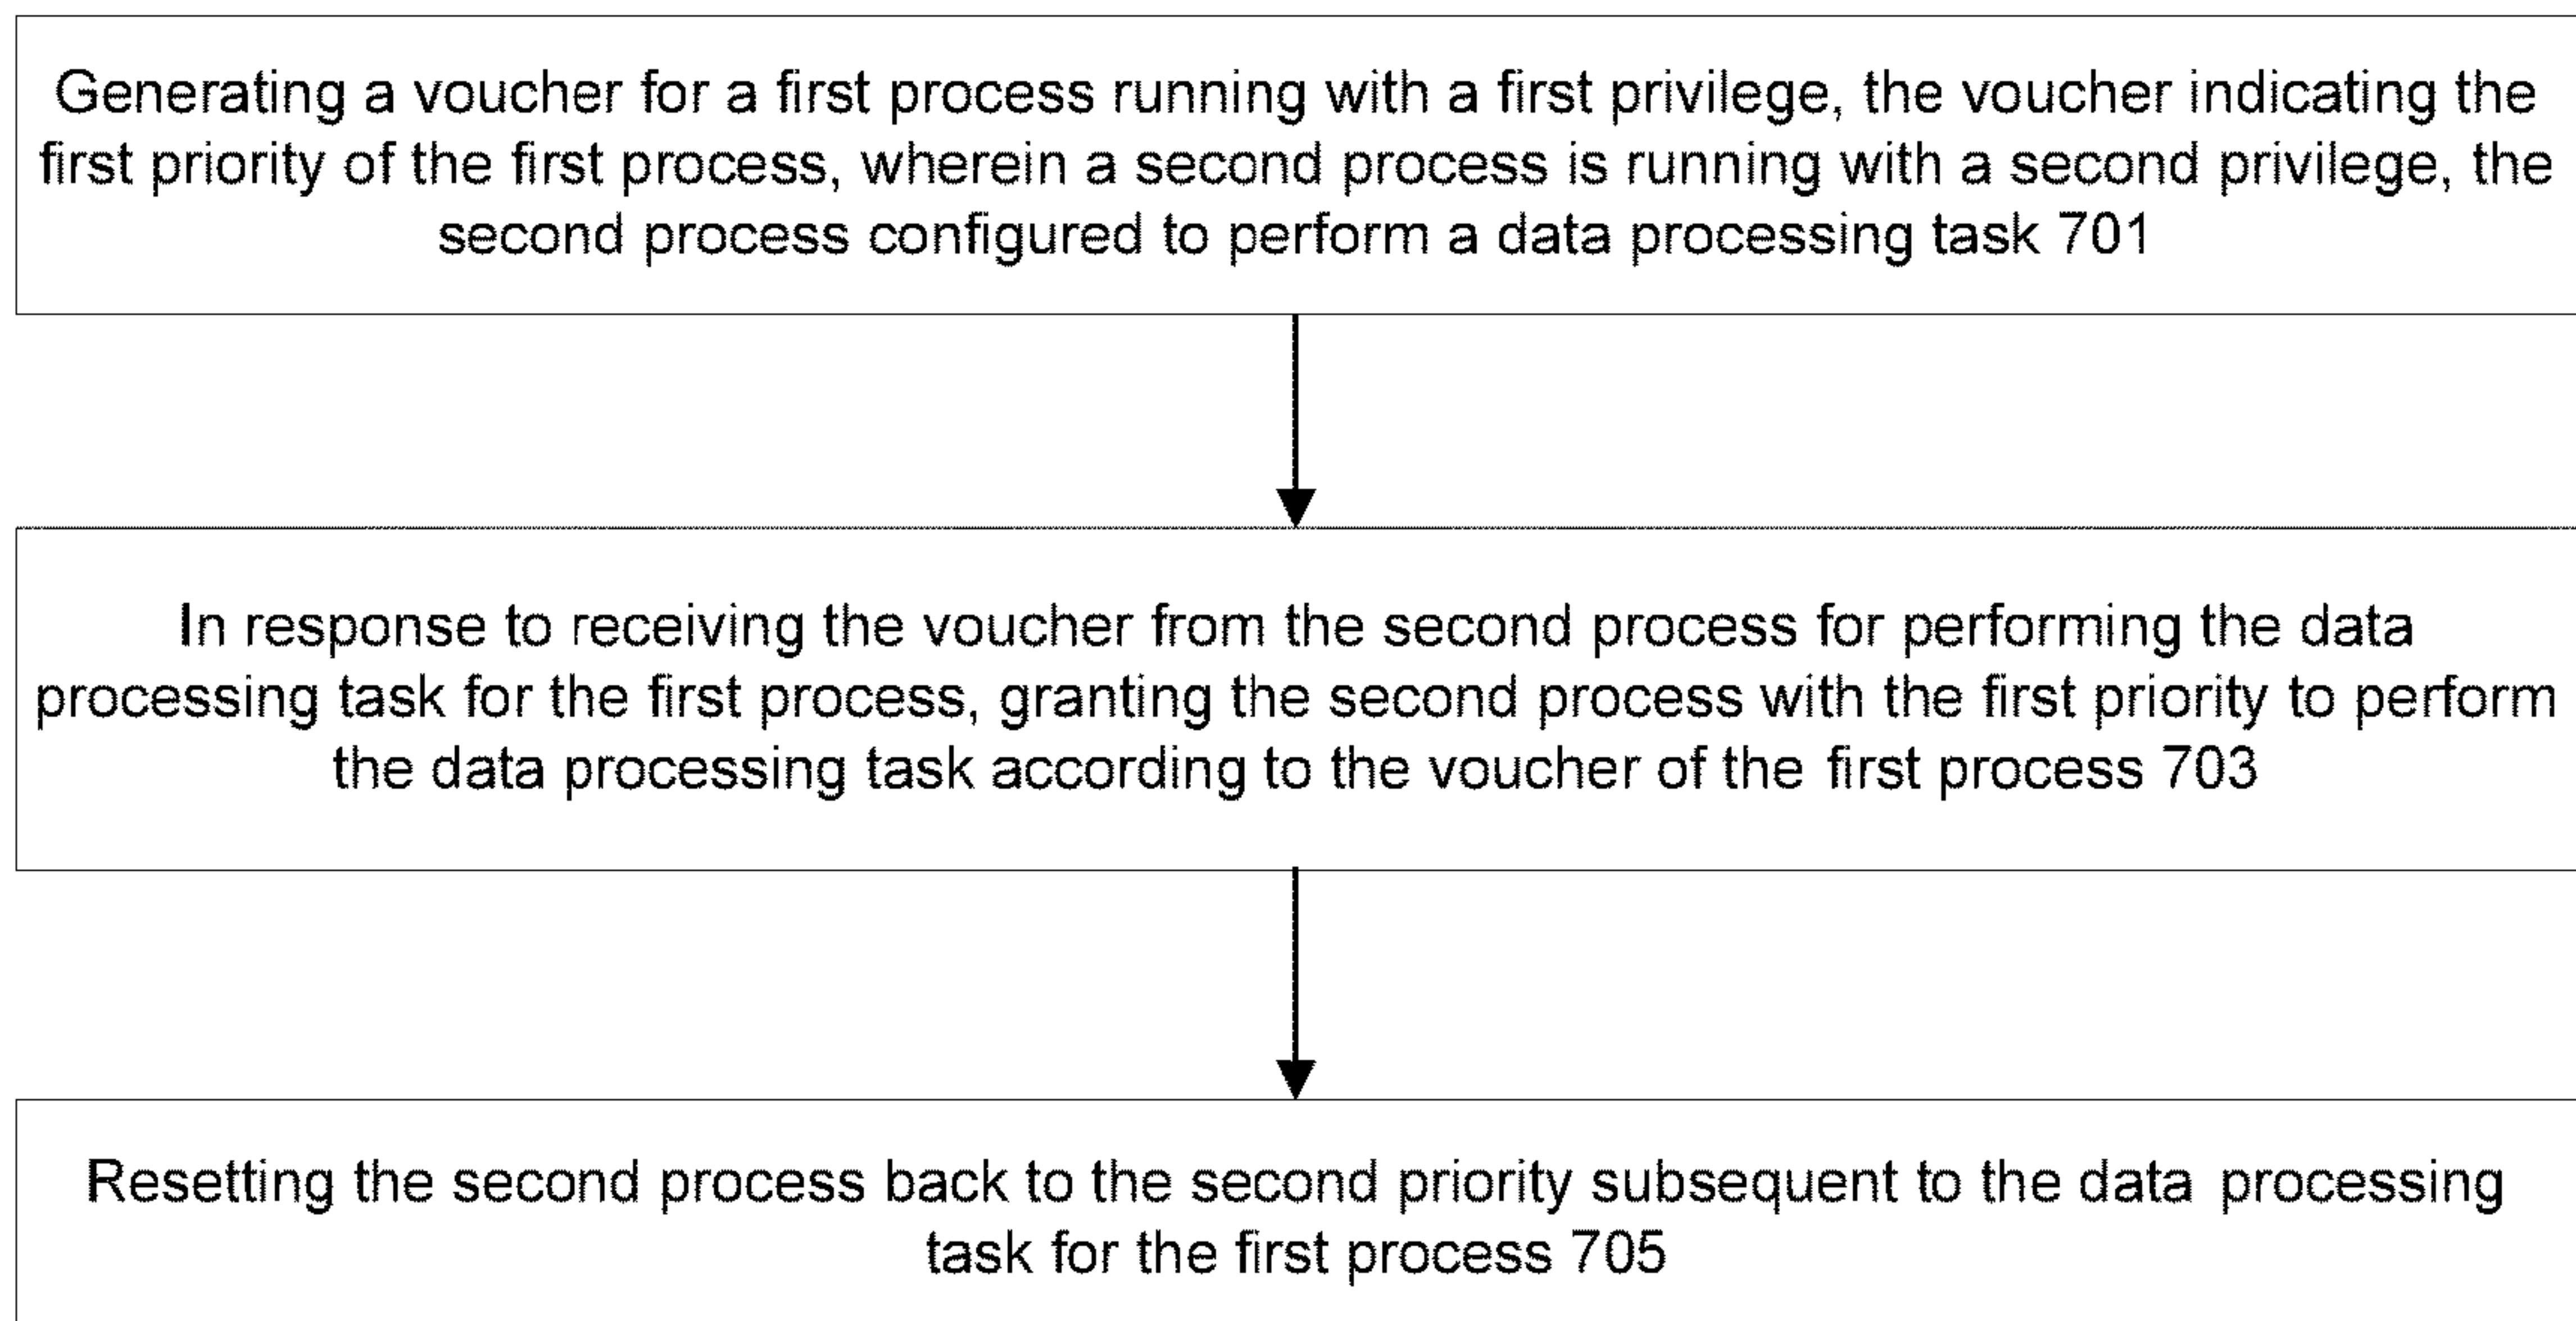 Generating a voucher for a first process running with a first privilege, the voucher indicating the
first priority of the first process, wherein a second process is running with a second privilege, the
second process configured to perform a data processing task 701
In response to receiving the voucher from the second process for performing the data
processing task for the first process, granting the second process with the first priority to perform
the data processing task according to the voucher of the first process 703
Resetting the second process back to the second priority subsequent to the data processing
task for the first process 705